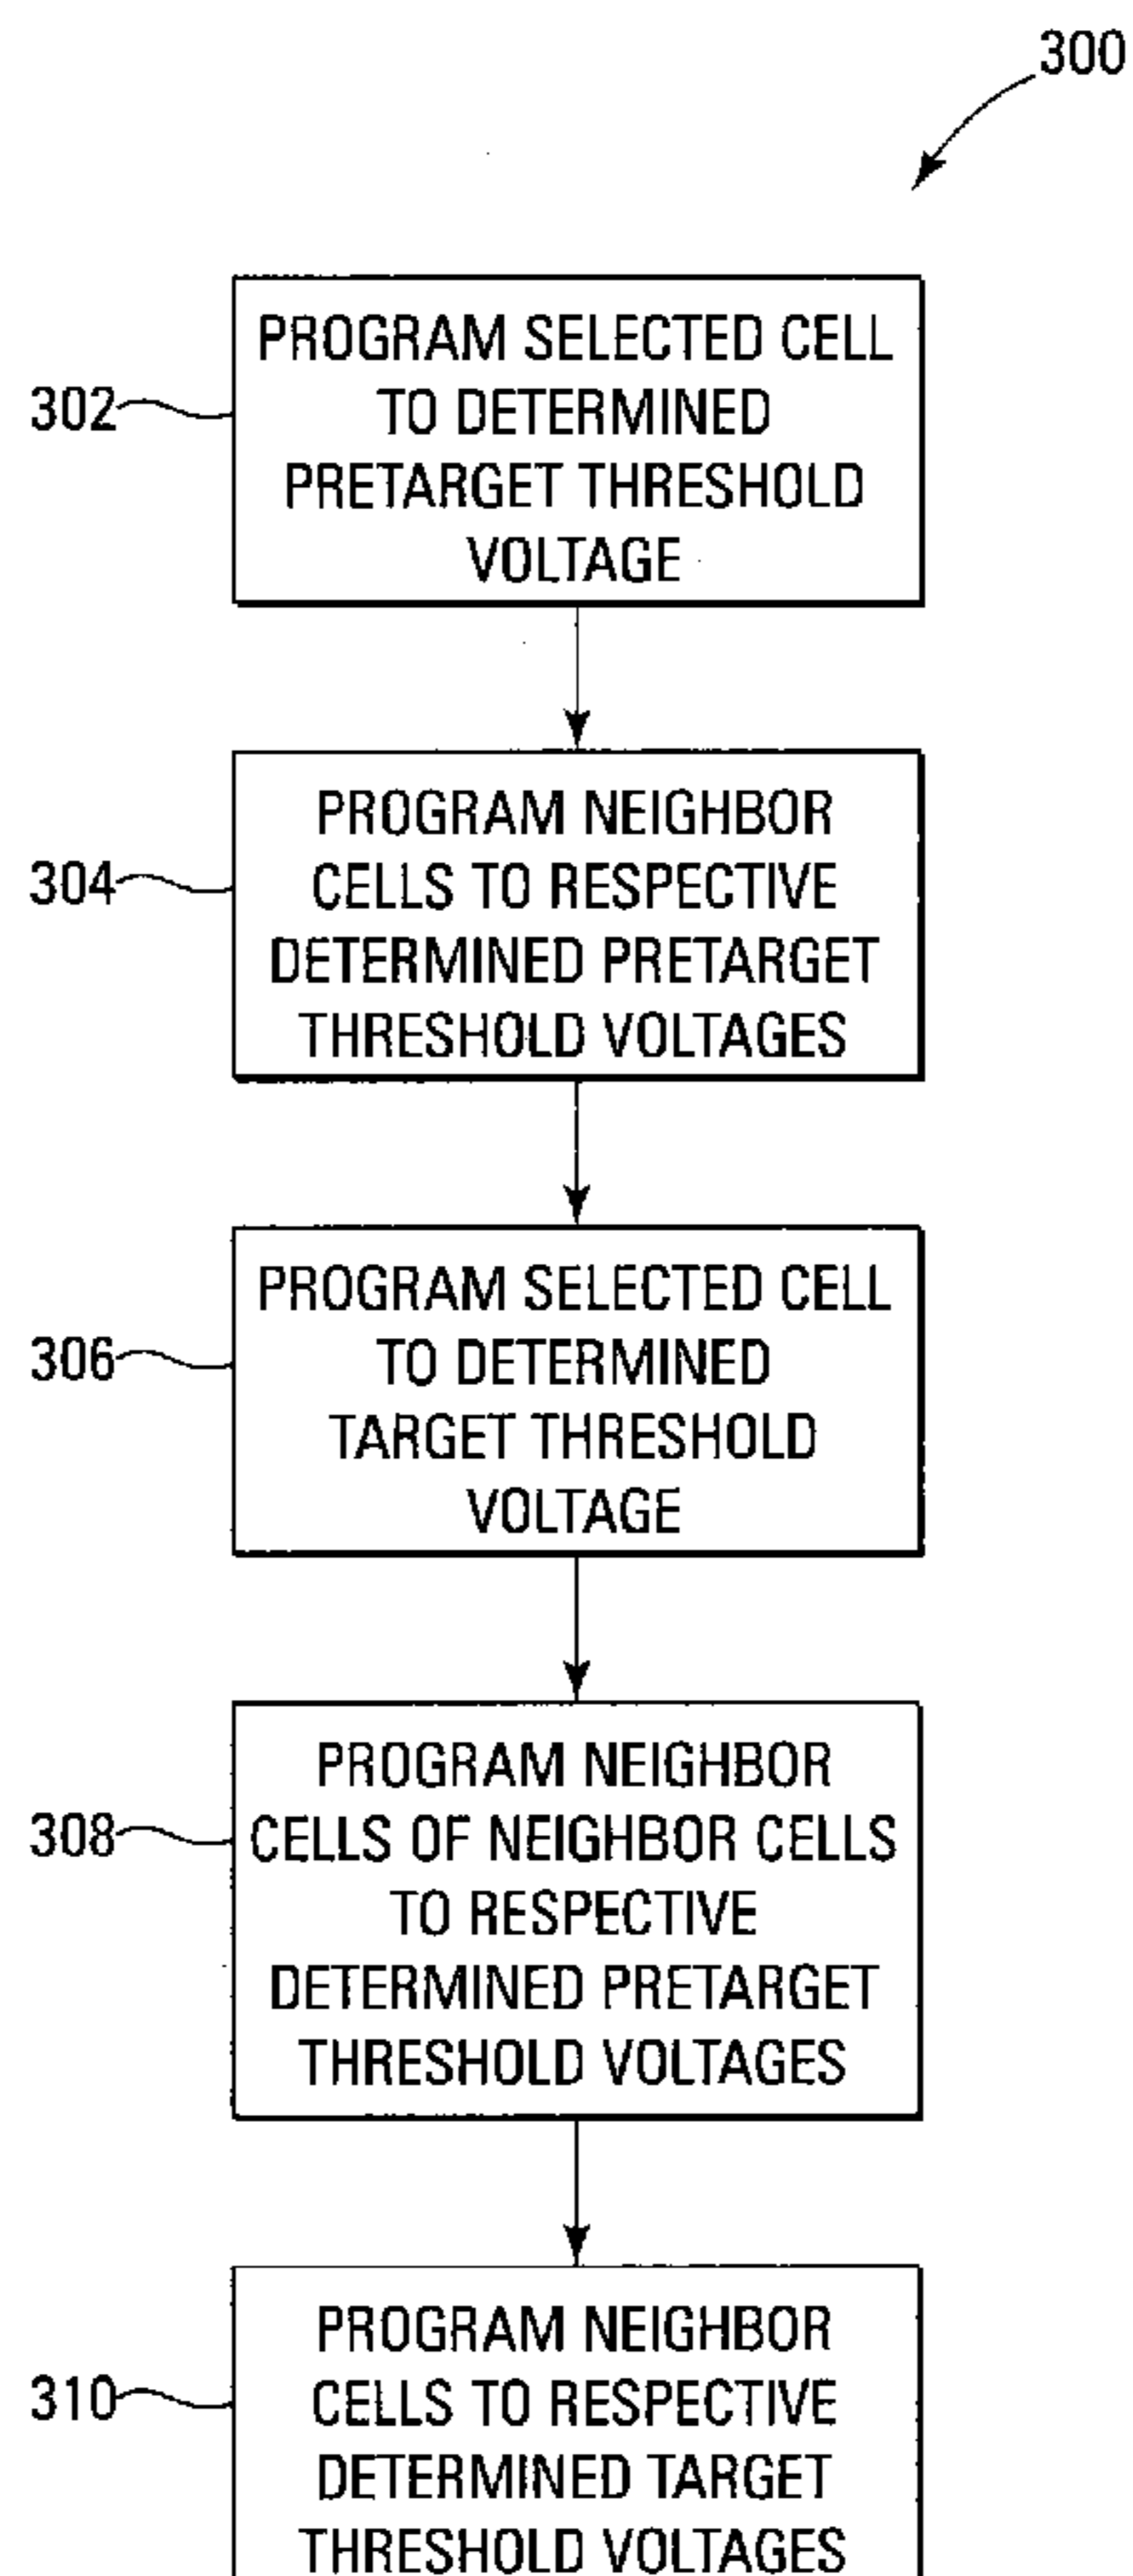 300
302
PROGRAM SELECTED CELL
TO DETERMINED
PRETARGET THRESHOLD
VOLTAGE
304
PROGRAM NEIGHBOR
CELLS TO RESPECTIVE
DETERMINED PRETARGET
THRESHOLD VOLTAGES
306
PROGRAM SELECTED CELL
TO DETERMINED
TARGET THRESHOLD
VOLTAGE
308
PROGRAM NEIGHBOR
CELLS OF NEIGHBOR CELLS
TO RESPECTIVE
DETERMINED PRETARGET
THRESHOLD VOLTAGES
310
PROGRAM NEIGHBOR
CELLS TO RESPECTIVE
DETERMINED TARGET
THRESHOLD VOLTAGES